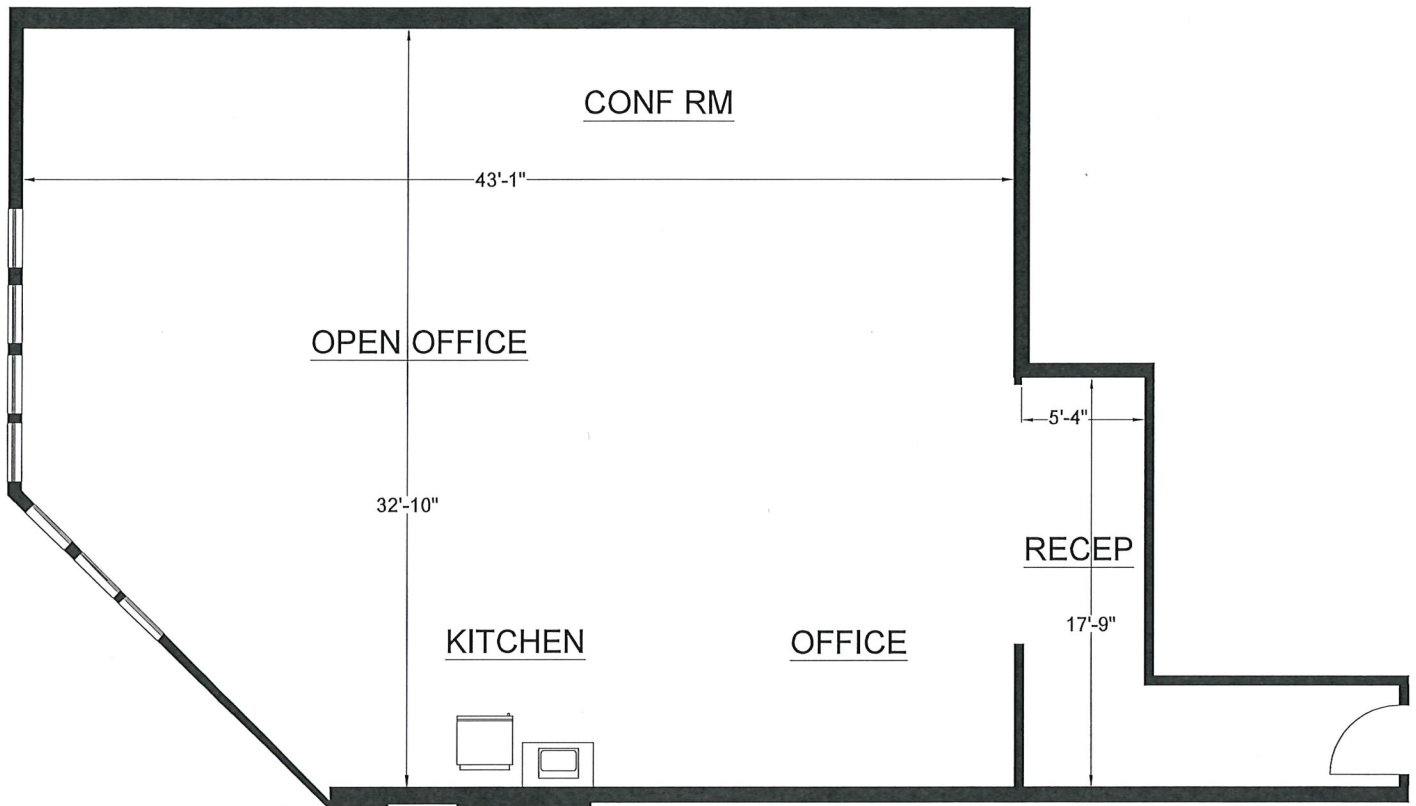 CONF RM
43'-1"
OPEN OFFICE
5'-4"
32'-10"
RECEP
17'-9"
KITCHEN
OFFICE